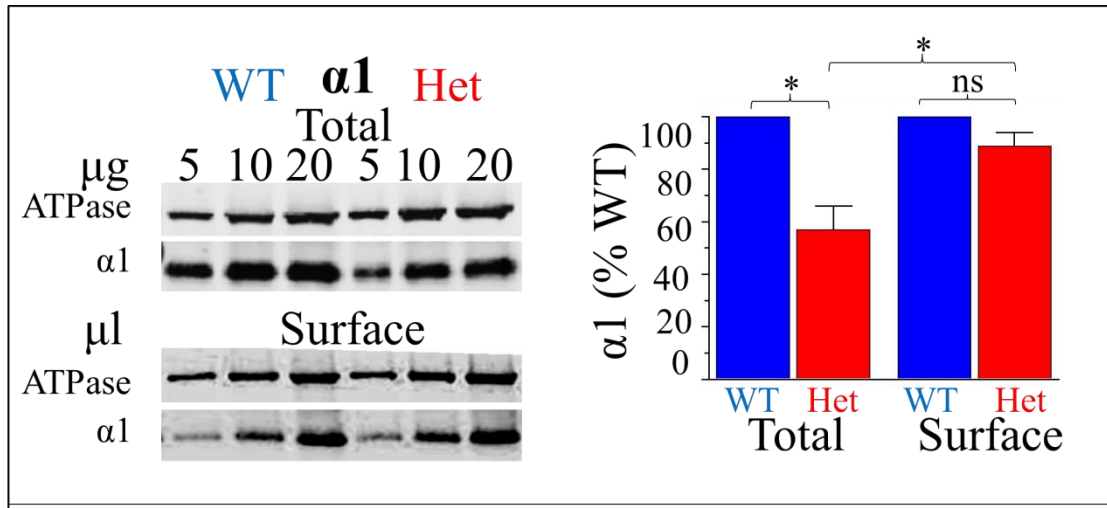 WT α1 Het
Total
μg 5 10 20 5 10 20
ATPase
α1
μl Surface
ATPase
α1
*
* ns
α1 (% WT)
100
80
60
40
20
0
WT Het WT Het
Total Surface